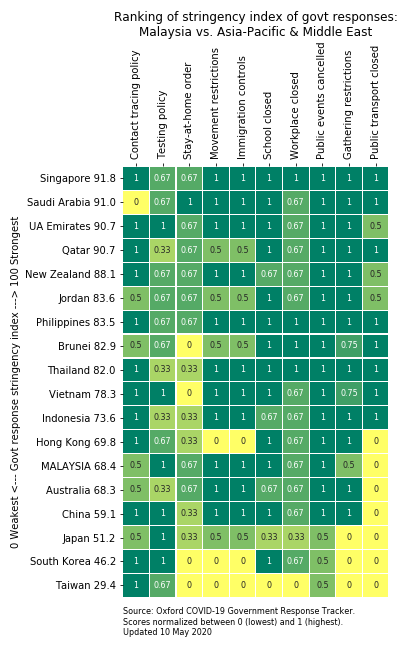 Ranking of stringency index of govt responses:
Malaysia vs. Asia-Pacific & Middle East
Contact tracing policy
Testing policy
Stay-at-home order
Movement restrictions
Immigration controls
School closed
Workplace closed
Public events cancelled
Gathering restrictions
Public transport closed
0 Weakest <--- Govt response stringency index ---> 100 Strongest
Singapore 91.8 1 0.67 0.67 1 1 1 1 1 1 1
Saudi Arabia 91.0 0 0.67 1 1 1 1 0.67 1 1 1
UA Emirates 90.7 1 1 0.67 1 1 1 0.67 1 1 0.5
Qatar 90.7 1 0.33 0.67 0.5 0.5 1 0.67 1 1 1
New Zealand 88.1 1 0.67 0.67 1 1 0.67 0.67 1 1 0.5
Jordan 83.6 0.5 0.67 0.67 0.5 0.5 1 0.67 1 1 0.5
Philippines 83.5 1 0.67 0.67 1 1 1 1 1 1 1
Brunei 82.9 0.5 0.67 0 0.5 0.5 1 1 1 0.75 1
Thailand 82.0 1 0.33 0.33 1 1 1 1 1 1 1
Vietnam 78.3 1 1 0 1 1 1 0.67 1 0.75 1
Indonesia 73.6 1 0.33 0.33 1 1 0.67 0.67 1 1 1
Hong Kong 69.8 1 0.67 0.33 0 0 1 0.67 1 1 0
MALAYSIA 68.4 0.5 1 0.67 1 1 1 0.67 1 0.5 0
Australia 68.3 0.5 0.33 0.67 1 1 0.67 0.67 1 1 0
China 59.1 1 1 0.33 1 1 1 0.67 1 1 0
Japan 51.2 0.5 1 0.33 0.5 0.5 0.33 0.33 0.5 0 0
South Korea 46.2 1 1 0 0 0 1 0.67 0.5 0 0
Taiwan 29.4 1 0.67 0 0 0 0 0 0.5 0 0
Source: Oxford COVID-19 Government Response Tracker.
Scores normalized between 0 (lowest) and 1 (highest).
Updated 10 May 2020